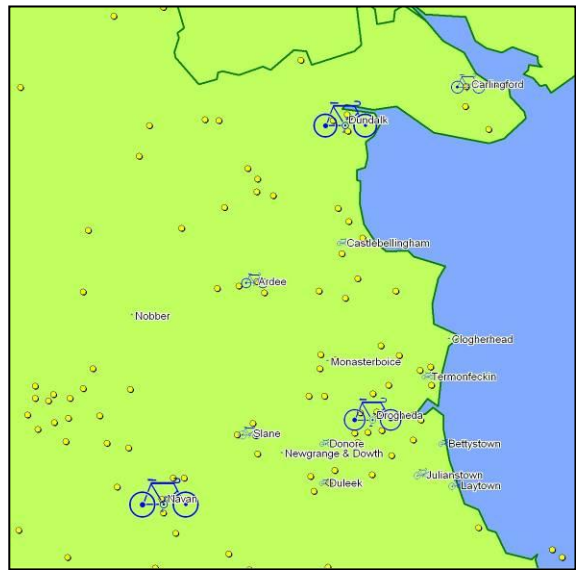 Carlingford
Dundalk
Castlebellingham
Ardee
Nobber
Clogherhead
Monasterboice
Termonfeckin
Drogheda
Slane
Donore
Bettystown
Newgrange & Dowth
Julianstown
Duleek
Laytown
Navan